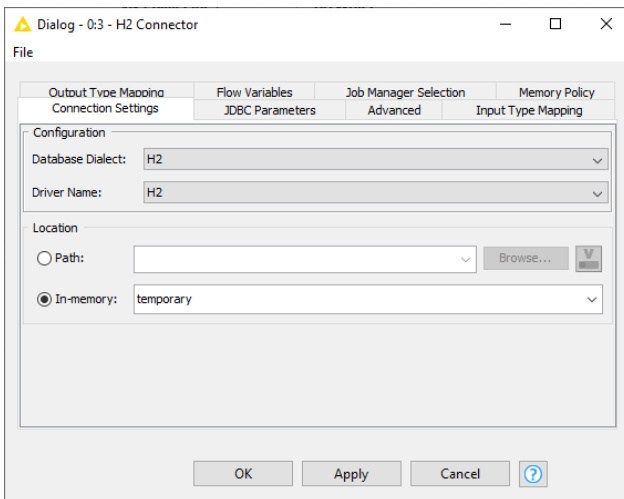 Dialog - 0:3 - H2 Connector
File
Output Type Mapping Flow Variables Job Manager Selection Memory Policy
Connection Settings JDBC Parameters Advanced Input Type Mapping
Configuration
Database Dialect: H2
Driver Name: H2
Location
Path: Browse... V
In-memory: temporary
OK Apply Cancel ?